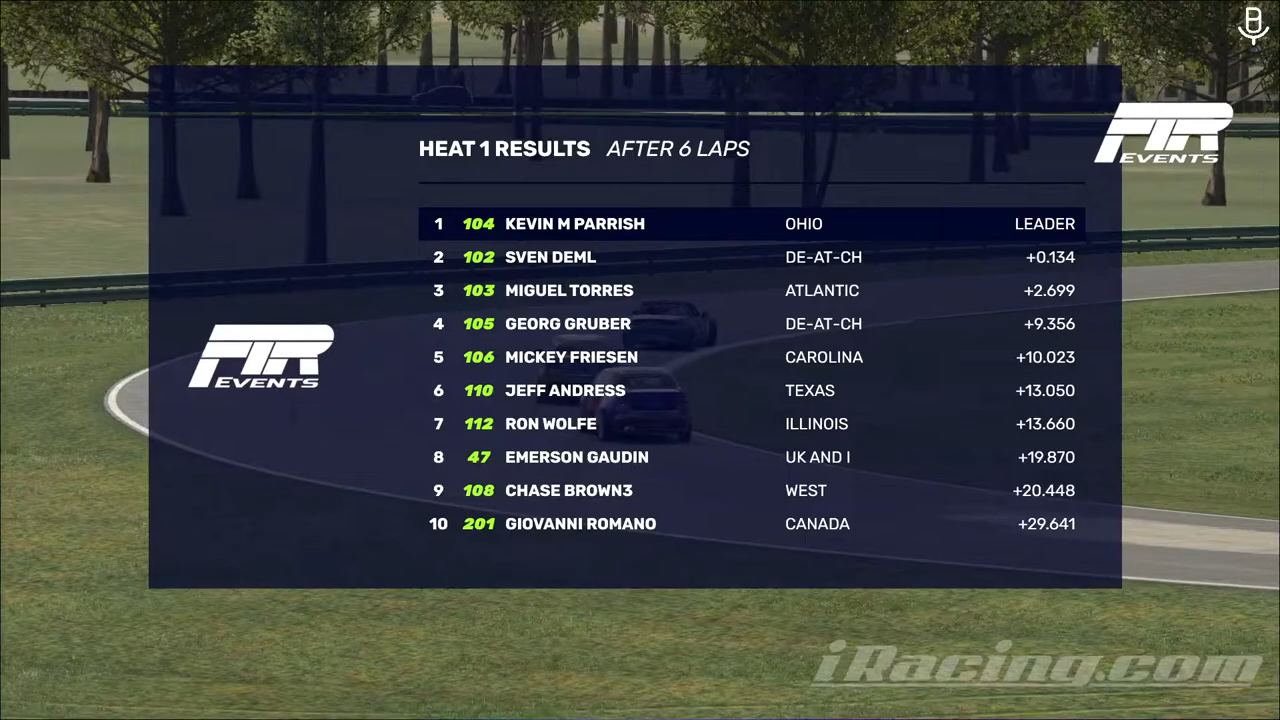 HEAT 1 RESULTS AFTER 6 LAPS
EVENTS
1 104 KEVIN M PARRISH OHIO LEADER
2 102 SVEN DEML DE-AT-CH +0.134
3 103 MIGUEL TORRES ATLANTIC +2.699
4 105 GEORG GRUBER DE-AT-CH +9.356
5 106 MICKEY FRIESEN CAROLINA +10.023
EVENTS
6 110 JEFF ANDRESS TEXAS +13.050
7 112 RON WOLFE ILLINOIS +13.660
8 47 EMERSON GAUDIN UK AND I +19.870
9 108 CHASE BROWN3 WEST +20.448
10 201 GIOVANNI ROMANO CANADA +29.641
iRacing.com